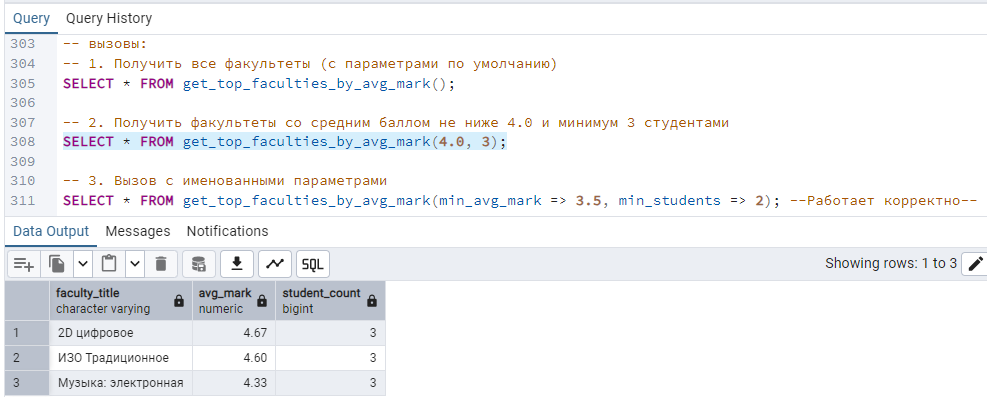 Query Query History
303 -- вызовы:
304 -- 1. Получить все факультеты (с параметрами по умолчанию)
305 SELECT * FROM get_top_faculties_by_avg_mark();
306
307 -- 2. Получить факультеты со средним баллом не ниже 4.0 и минимум 3 студентами
308 SELECT * FROM get_top_faculties_by_avg_mark(4.0, 3);
309
310 -- 3. Вызов с именованными параметрами
311 SELECT * FROM get_top_faculties_by_avg_mark(min_avg_mark => 3.5, min_students => 2); --Работает корректно--
Data Output Messages Notifications
SQL Showing rows: 1 to 3
faculty_title avg_mark student_count
character varying numeric bigint
1 2D цифровое 4.67 3
2 ИЗО Традиционное 4.60 3
3 Музыка: электронная 4.33 3